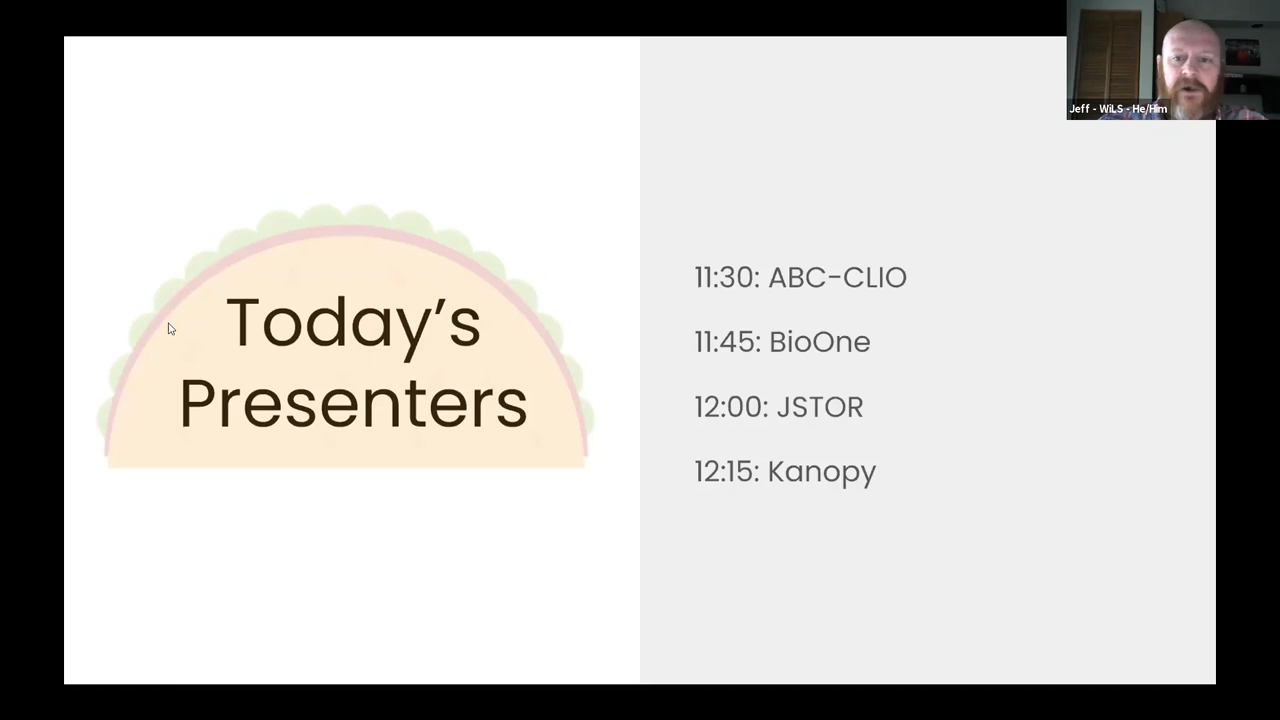 Today’s
Presenters
11:30: ABC-CLIO
11:45: BioOne
12:00: JSTOR
12:15: Kanopy
Jeff - WiLS - He/Him